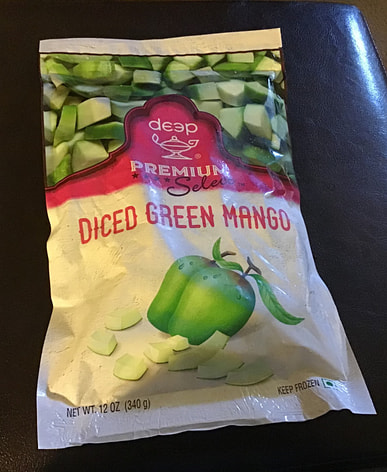 deep
®
PREMIUM
Select
DICED GREEN MANGO
NET WT. 12 OZ (340 g)
KEEP FROZEN